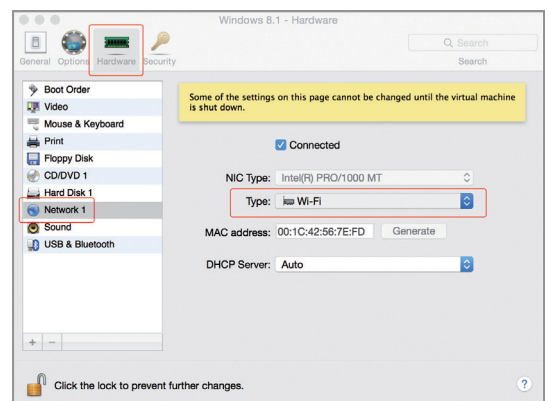 Windows 8.1 - Hardware
General Options Hardware Security
Search
Search
Boot Order
Video
Mouse & Keyboard
Print
Floppy Disk
CD/DVD 1
Hard Disk 1
Network 1
Sound
USB & Bluetooth
+ -
Some of the settings on this page cannot be changed until the virtual machine
is shut down.
Connected
NIC Type: Intel(R) PRO/1000 MT
Type: Wi-Fi
MAC address: 00:1C:42:56:7E:FD Generate
DHCP Server: Auto
Click the lock to prevent further changes.
?